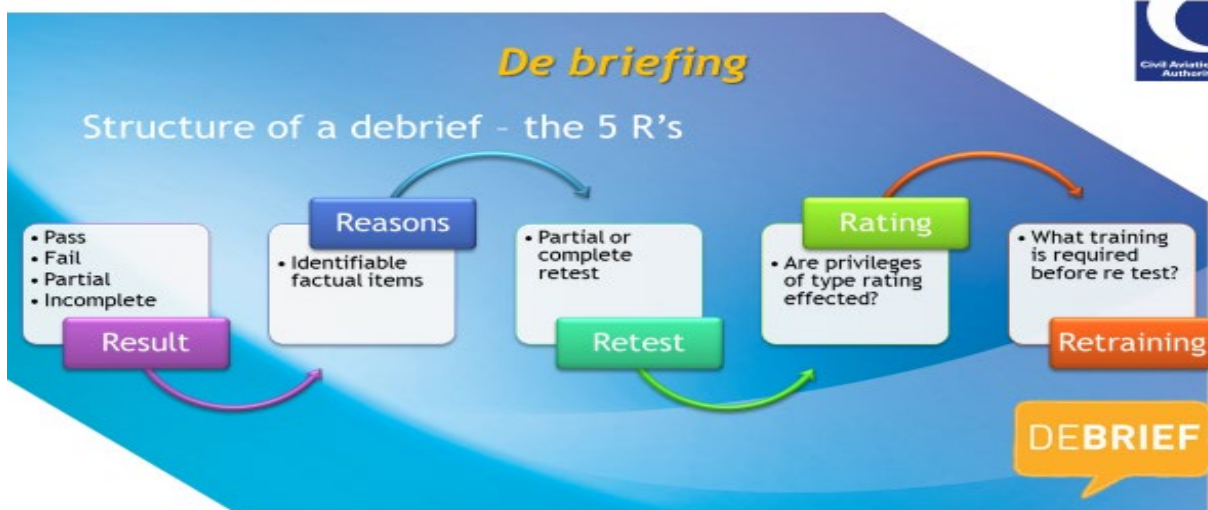 De briefing
Civil Aviation
Authority
Structure of a debrief – the 5 R's
• Pass
• Fail
• Partial
• Incomplete
Result
Reasons
• Identifiable
factual items
• Partial or
complete
retest
Retest
Rating
• Are privileges
of type rating
effected?
• What training
is required
before re test?
Retraining
DEBRIEF